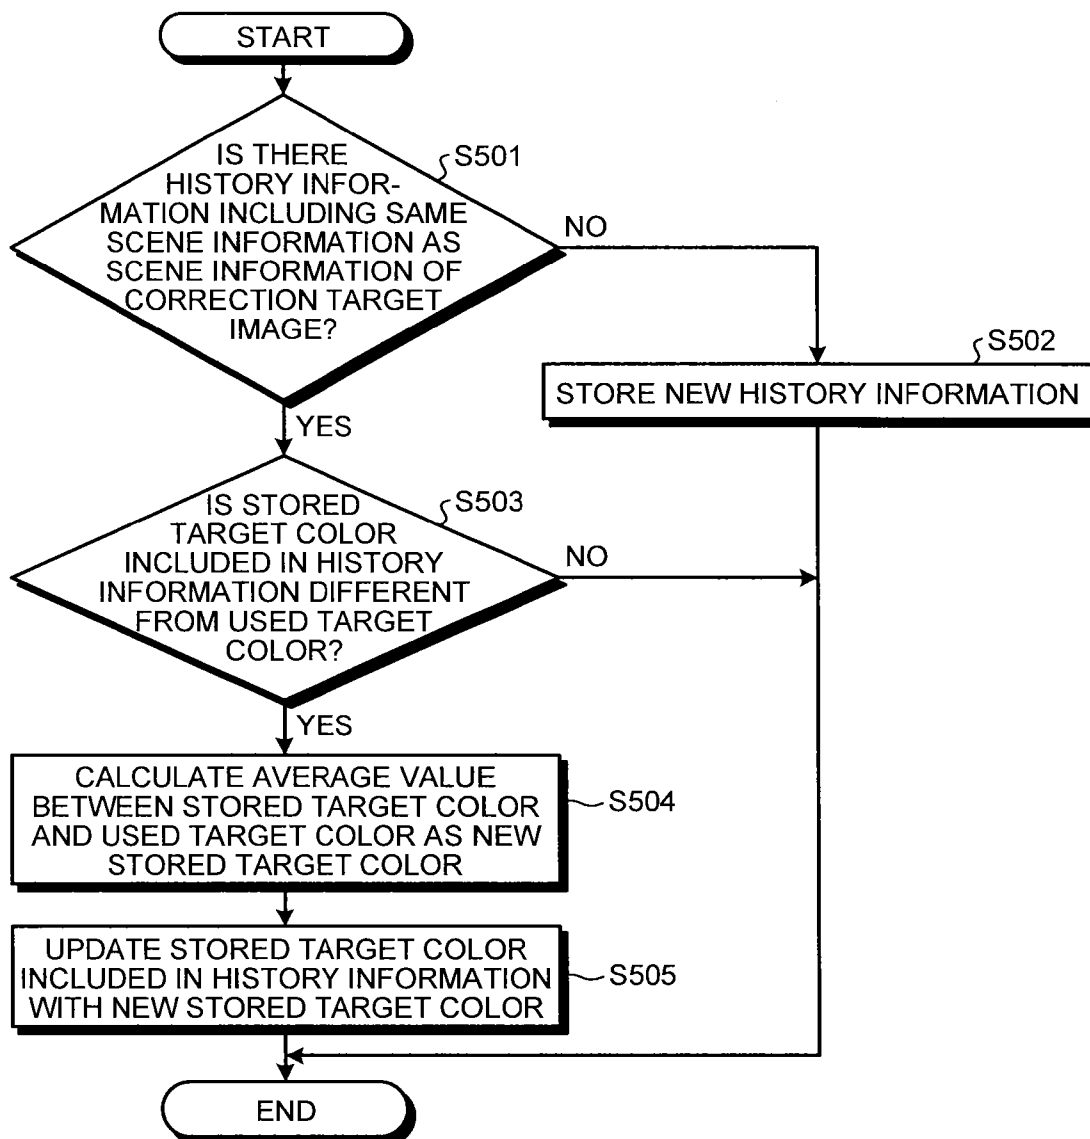 START
IS THERE
HISTORY INFOR-
MATION INCLUDING SAME
SCENE INFORMATION AS
SCENE INFORMATION OF
CORRECTION TARGET
IMAGE?
S501
NO
S502
STORE NEW HISTORY INFORMATION
YES
IS STORED
TARGET COLOR
INCLUDED IN HISTORY
INFORMATION DIFFERENT
FROM USED TARGET
COLOR?
S503
NO
YES
CALCULATE AVERAGE VALUE
BETWEEN STORED TARGET COLOR
AND USED TARGET COLOR AS NEW
STORED TARGET COLOR
S504
UPDATE STORED TARGET COLOR
INCLUDED IN HISTORY INFORMATION
WITH NEW STORED TARGET COLOR
S505
END